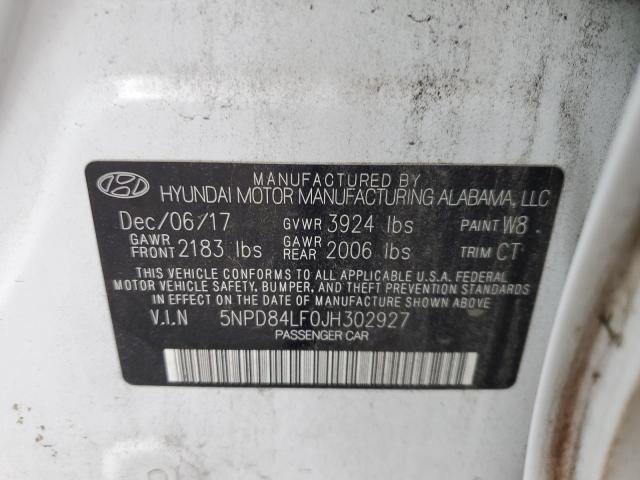 MANUFACTURED BY
HYUNDAI MOTOR MANUFACTURING ALABAMA, LLC
Dec/06/17 GVWR 3924 lbs PAINT W8
GAWR FRONT 2183 lbs GAWR REAR 2006 lbs TRIM CT
THIS VEHICLE CONFORMS TO ALL APPLICABLE U.S.A. FEDERAL
MOTOR VEHICLE SAFETY, BUMPER, AND THEFT PREVENTION STANDARDS
IN EFFECT ON THE DATE OF MANUFACTURE SHOWN ABOVE.
V.I.N 5NPD84LF0JH302927
PASSENGER CAR